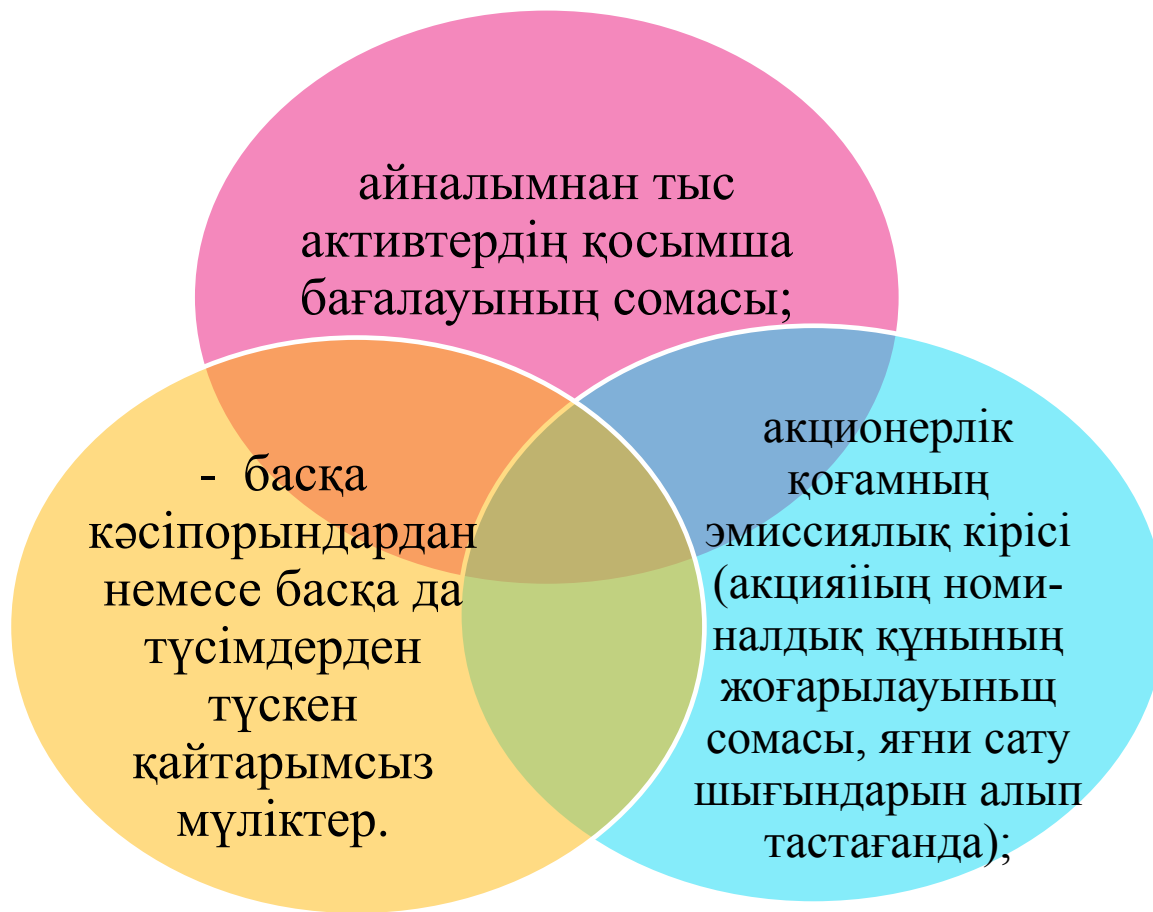 айналымнан тыс
активтердің қосымша
бағалауының сомасы;
- басқа
кәсіпорындардан
немесе басқа да
түсімдерден
түскен
қайтарымсыз
мүліктер.
акционерлік
қоғамның
эмиссиялық кірісі
(акцияііың номи-
налдық құнының
жоғарылауыньщ
сомасы, яғни сату
шығындарын алып
тастағанда);